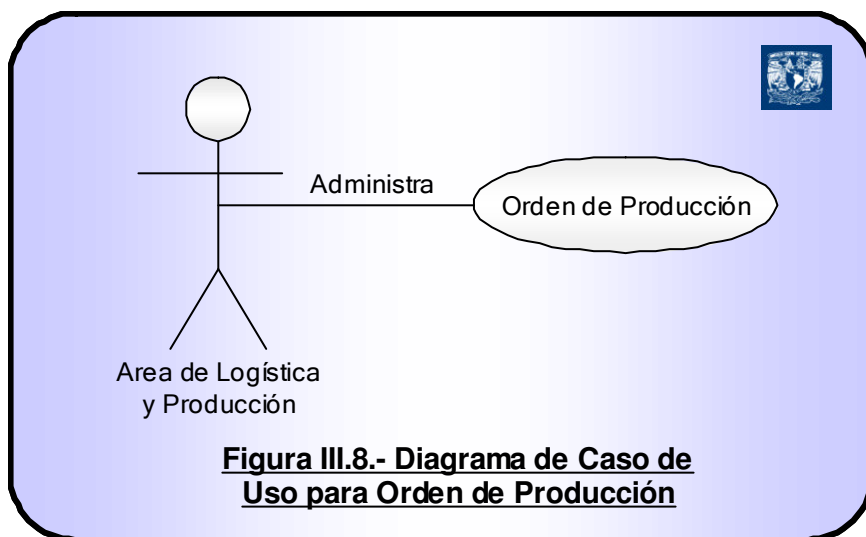 Administra
Orden de Producción
Area de Logística
y Producción
Figura III.8.- Diagrama de Caso de
Uso para Orden de Producción